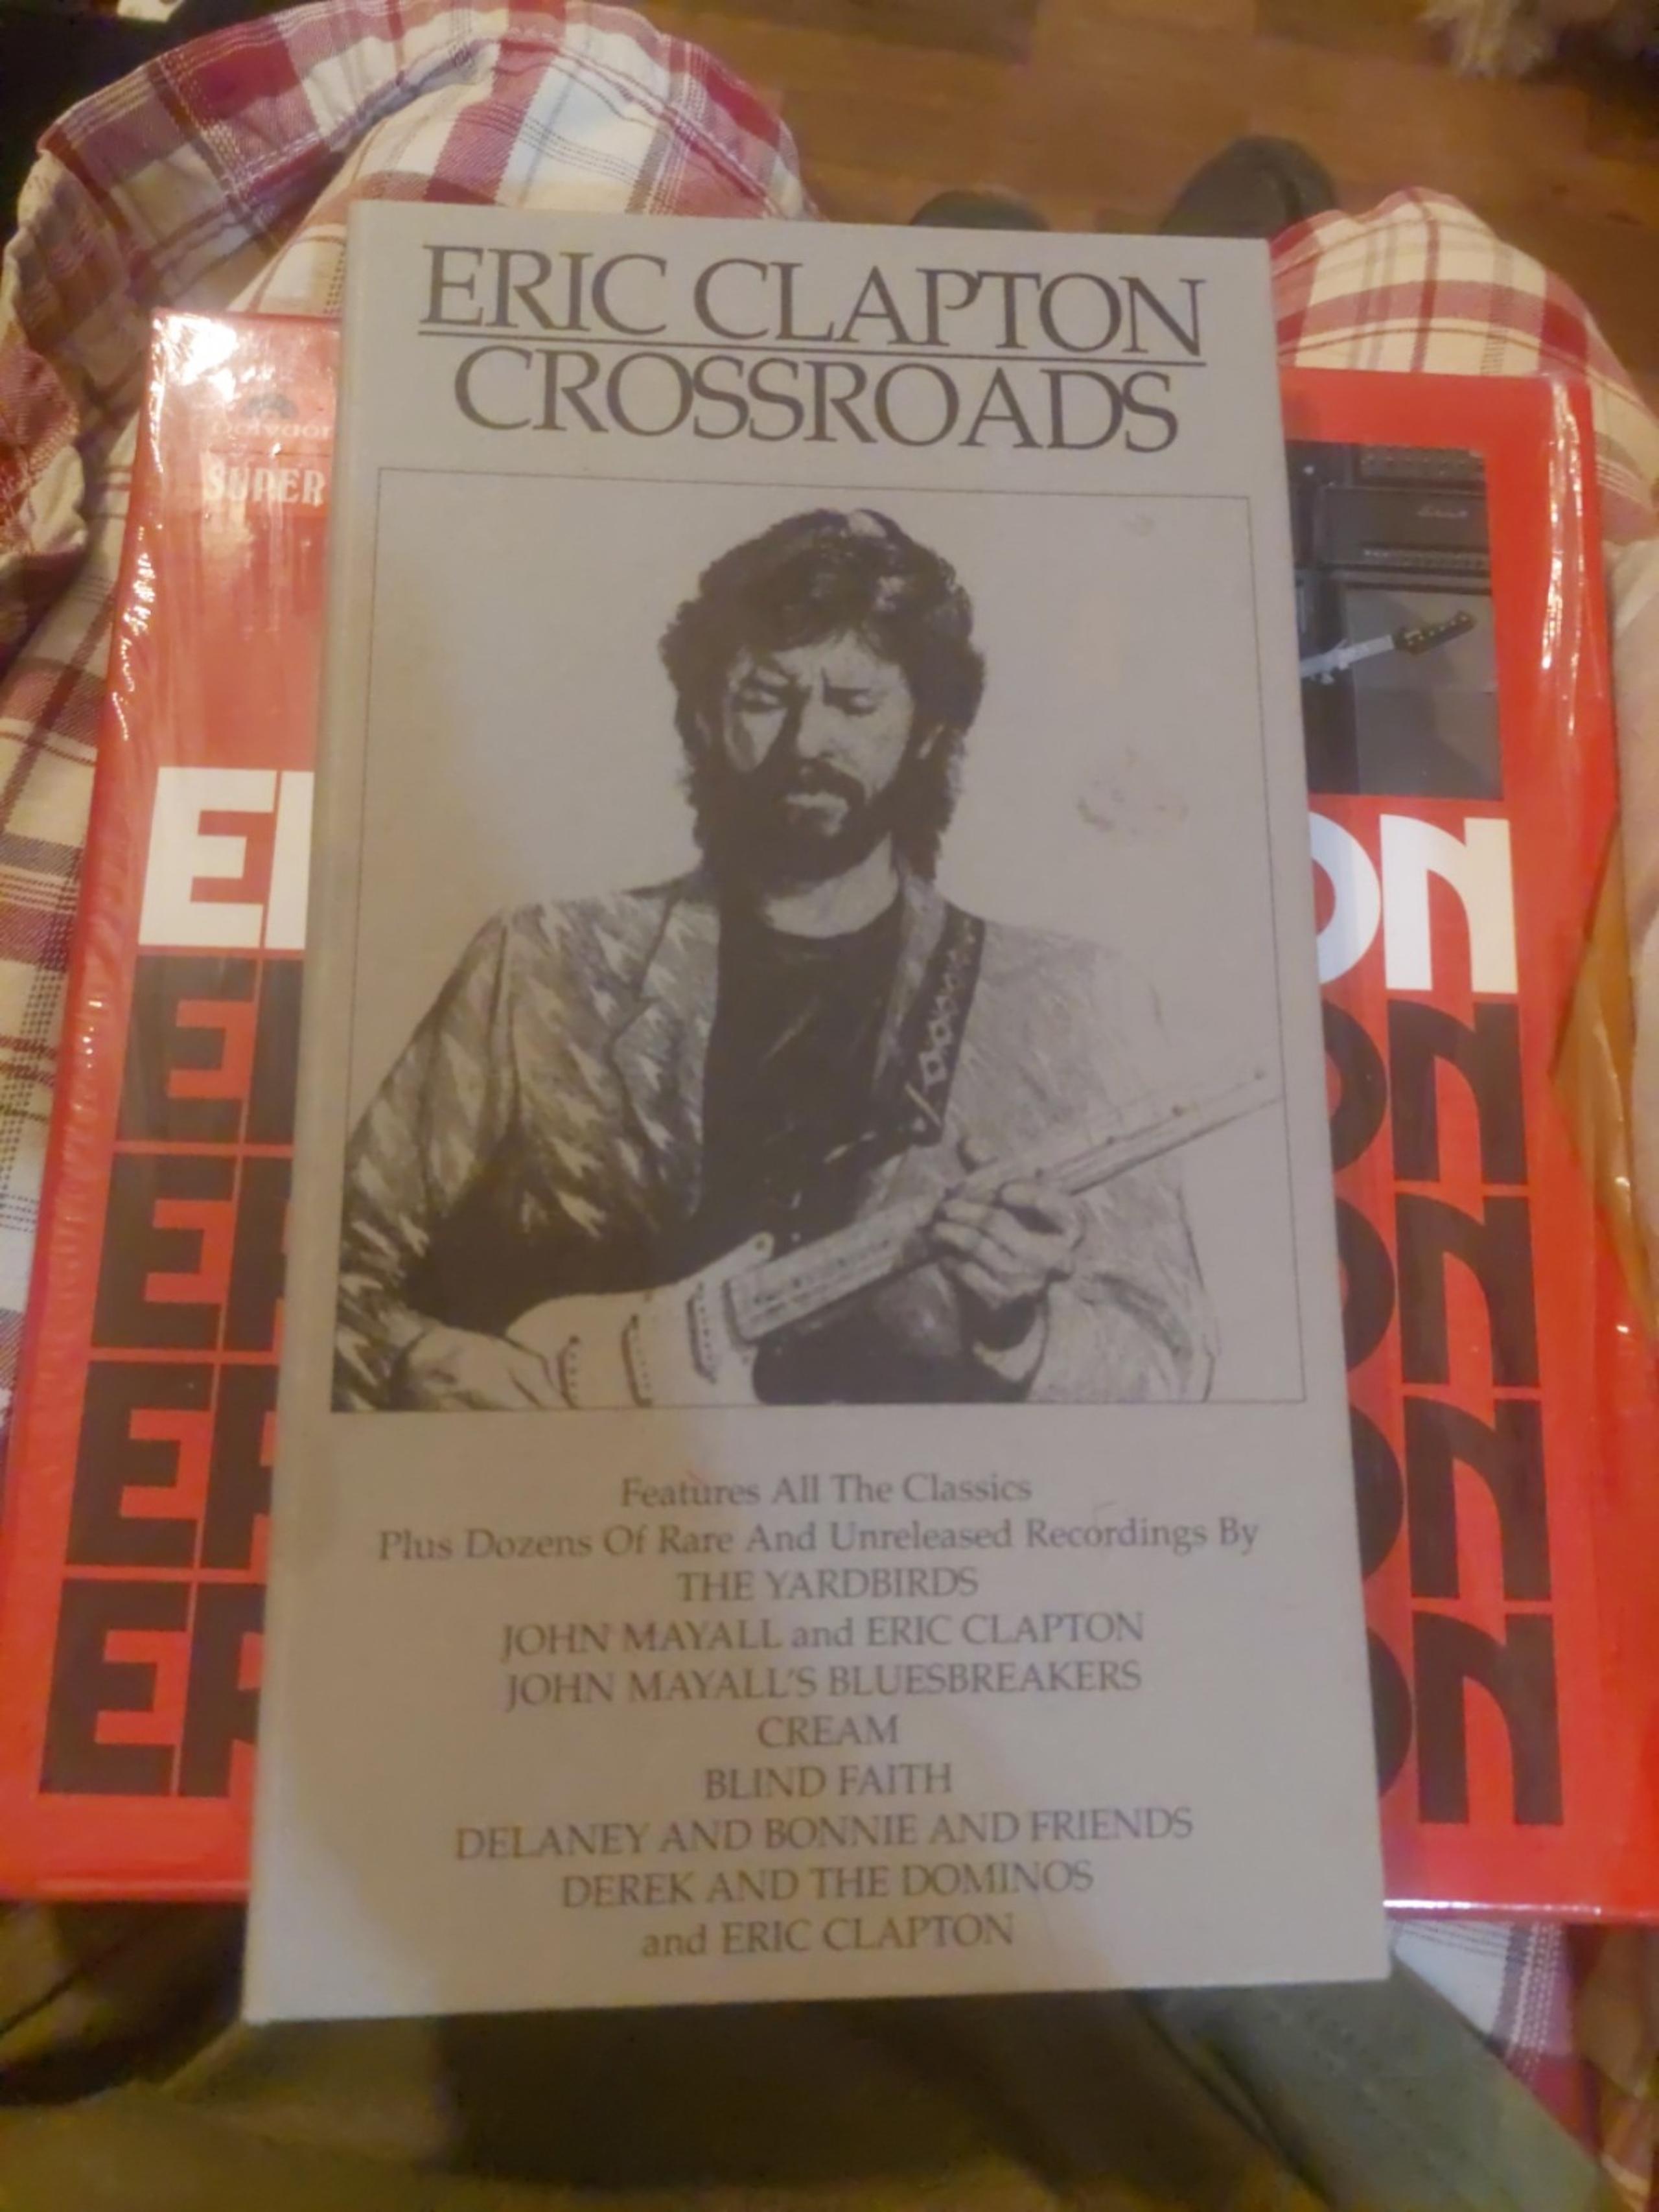 ERIC CLAPTON
CROSSROADS
polydor
SUPER
Features All The Classics
Plus Dozens Of Rare And Unreleased Recordings By
THE YARDBIRDS
JOHN MAYALL and ERIC CLAPTON
JOHN MAYALL'S BLUESBREAKERS
CREAM
BLIND FAITH
DELANEY AND BONNIE AND FRIENDS
DEREK AND THE DOMINOS
and ERIC CLAPTON